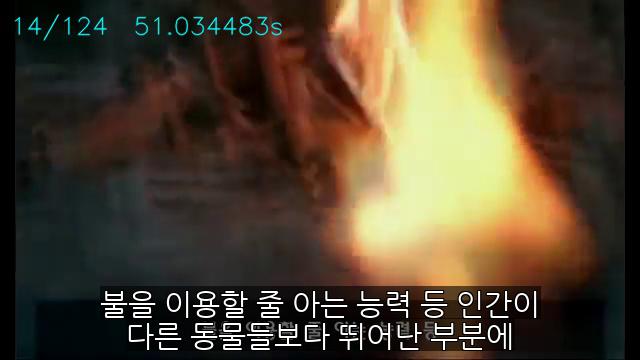 14/124 51.034483s
불을 이용할 줄 아는 능력 등 인간이
다른 동물들보다 뛰어난 부분에